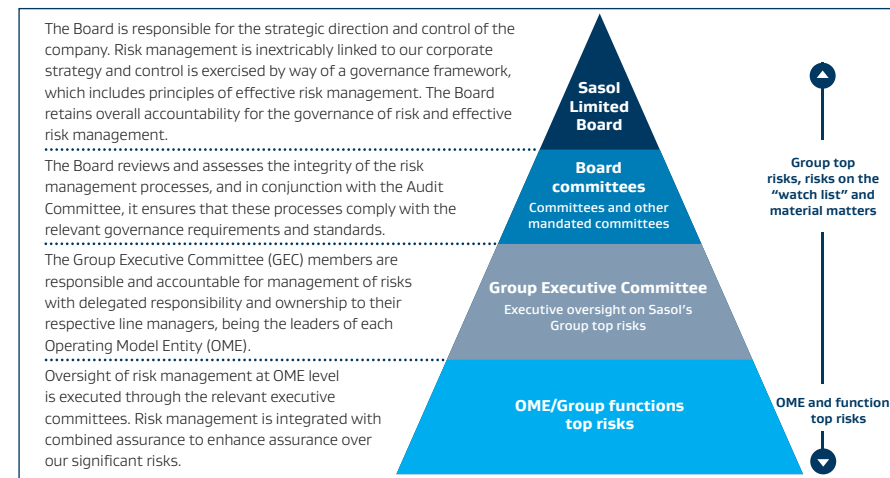 The Board is responsible for the strategic direction and control of the
company. Risk management is inextricably linked to our corporate
strategy and control is exercised by way of a governance framework,
which includes principles of effective risk management. The Board
retains overall accountability for the governance of risk and effective
risk management.
The Board reviews and assesses the integrity of the risk
management processes, and in conjunction with the Audit
Committee, it ensures that these processes comply with the
relevant governance requirements and standards.
The Group Executive Committee (GEC) members are
responsible and accountable for management of risks
with delegated responsibility and ownership to their
respective line managers, being the leaders of each
Operating Model Entity (OME).
Oversight of risk management at OME level
is executed through the relevant executive
committees. Risk management is integrated with
combined assurance to enhance assurance over
our significant risks.
Sasol
Limited
Board
Board
committees
Committees and other
mandated committees
Group Executive Committee
Executive oversight on Sasol's
Group top risks
OME/Group functions
top risks
Group top
risks, risks on the
“watch list” and
material matters
OME and function
top risks